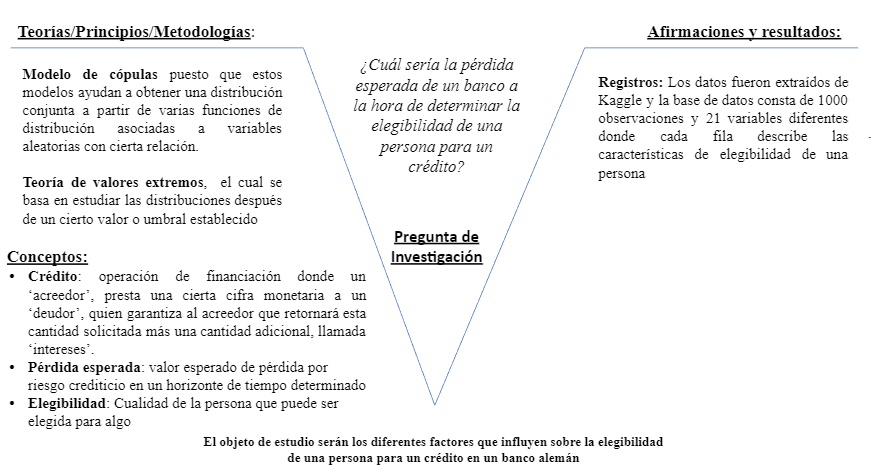 Teorías/Principios/Metodologías:
Modelo de cópulas puesto que estos
modelos ayudan a obtener una distribución
conjunta a partir de varias funciones de
distribución asociadas a variables
aleatorias con cierta relación.
Teoría de valores extremos, el cual se
basa en estudiar las distribuciones después
de un cierto valor o umbral establecido
Conceptos:
• Crédito: operación de financiación donde un
‘acreedor’, presta una cierta cifra monetaria a un
‘deudor’, quien garantiza al acreedor que retornará esta
cantidad solicitada más una cantidad adicional, llamada
‘intereses’.
• Pérdida esperada: valor esperado de pérdida por
riesgo crediticio en un horizonte de tiempo determinado
• Elegibilidad: Cualidad de la persona que puede ser
elegida para algo
¿Cuál sería la pérdida
esperada de un banco a
la hora de determinar la
elegibilidad de una
persona para un
crédito?
Pregunta de
Investigación
Afirmaciones y resultados:
Registros: Los datos fueron extraídos de
Kaggle y la base de datos consta de 1000
observaciones y 21 variables diferentes
donde cada fila describe las
características de elegibilidad de una
persona
El objeto de estudio serán los diferentes factores que influyen sobre la elegibilidad
de una persona para un crédito en un banco alemán